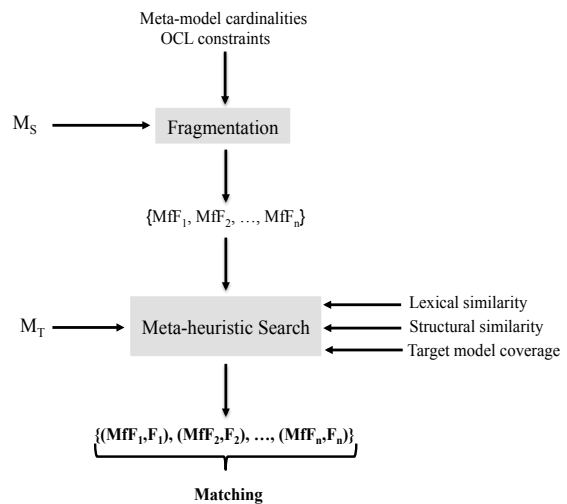 Meta-model cardinalities
OCL constraints
M_S
Fragmentation
{MfF_1, MfF_2, …, MfF_n}
M_T
Meta-heuristic Search
Lexical similarity
Structural similarity
Target model coverage
{(MfF_1,F_1), (MfF_2,F_2), …, (MfF_n,F_n)}
Matching